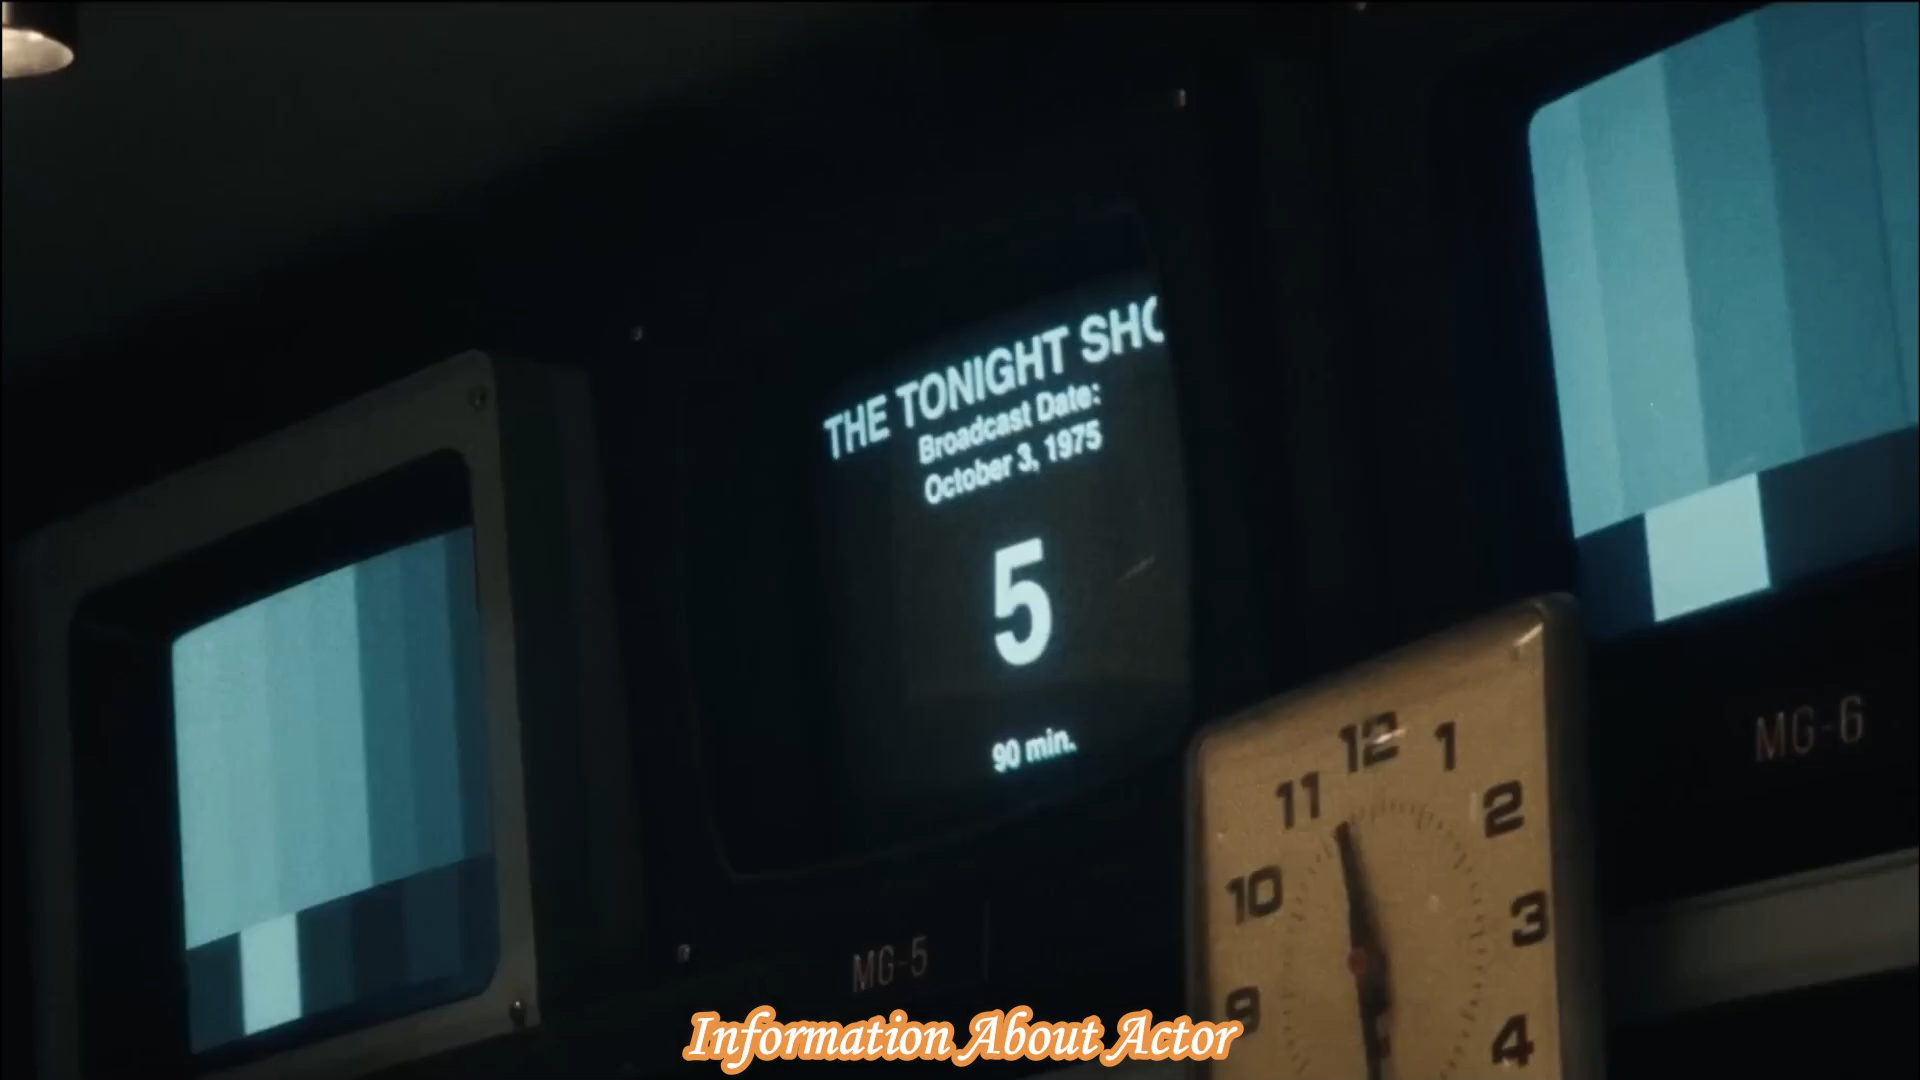 THE TONIGHT SHO
Broadcast Date:
October 3, 1975
5
90 min.
MG-5
MG-6
12
1
11
2
10
3
9
4
Information About Actor